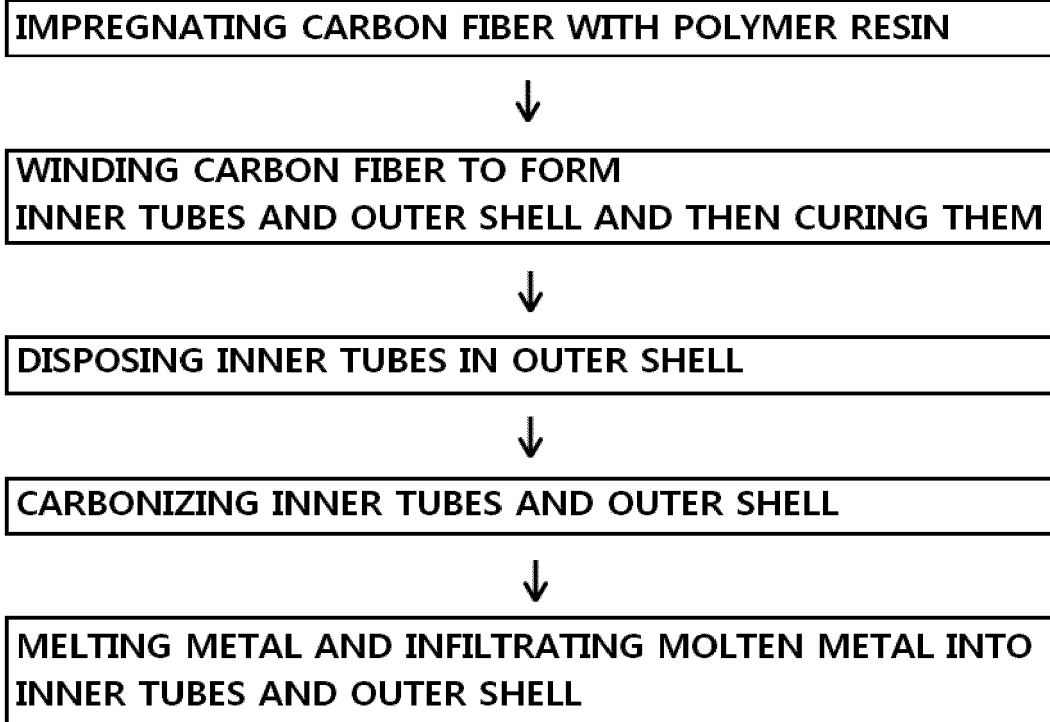 IMPREGNATING CARBON FIBER WITH POLYMER RESIN
WINDING CARBON FIBER TO FORM
INNER TUBES AND OUTER SHELL AND THEN CURING THEM
DISPOSING INNER TUBES IN OUTER SHELL
CARBONIZING INNER TUBES AND OUTER SHELL
MELTING METAL AND INFILTRATING MOLTEN METAL INTO
INNER TUBES AND OUTER SHELL